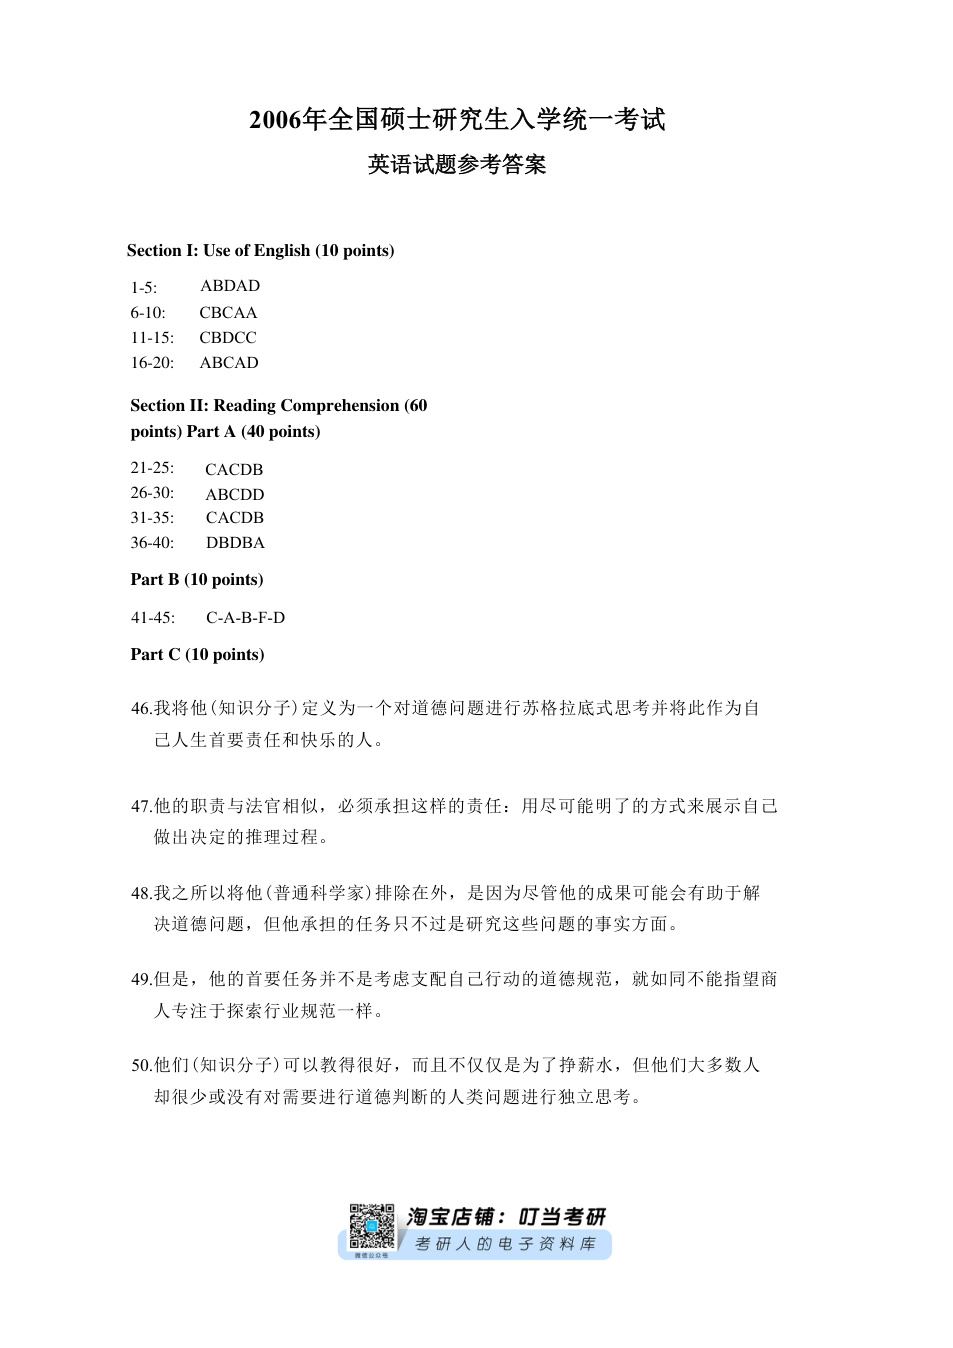 2006年全国硕士研究生入学统一考试
英语试题参考答案
Section I: Use of English (10 points)
1-5: ABDAD
6-10: CBCAA
11-15: CBDCC
16-20: ABCAD
Section II: Reading Comprehension (60
points) Part A (40 points)
21-25: CACDB
26-30: ABCDD
31-35: CACDB
36-40: DBDBA
Part B (10 points)
41-45: C-A-B-F-D
Part C (10 points)
46.我将他(知识分子)定义为一个对道德问题进行苏格拉底式思考并将此作为自
己人生首要责任和快乐的人。
47.他的职责与法官相似，必须承担这样的责任：用尽可能明了的方式来展示自己
做出决定的推理过程。
48.我之所以将他(普通科学家)排除在外，是因为尽管他的成果可能会有助于解
决道德问题，但他承担的任务只不过是研究这些问题的事实方面。
49.但是，他的首要任务并不是考虑支配自己行动的道德规范，就如同不能指望商
人专注于探索行业规范一样。
50.他们(知识分子)可以教得很好，而且不仅仅是为了挣薪水，但他们大多数人
却很少或没有对需要进行道德判断的人类问题进行独立思考。
淘宝店铺：叮当考研
考研人的电子资料库
微信公众号